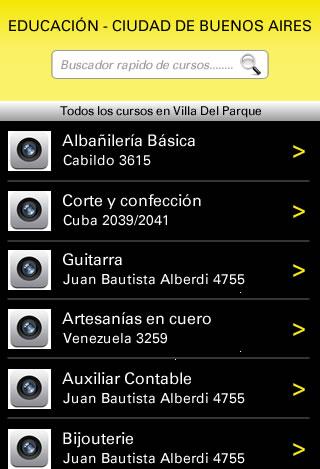 EDUCACIÓN - CIUDAD DE BUENOS AIRES
Buscador rapido de cursos........
Todos los cursos en Villa Del Parque
Albañilería Básica
Cabildo 3615
>
Corte y confección
Cuba 2039/2041
>
Guitarra
Juan Bautista Alberdi 4755
>
Artesanías en cuero
Venezuela 3259
>
Auxiliar Contable
Juan Bautista Alberdi 4755
>
Bijouterie
Juan Bautista Alberdi 4755
>